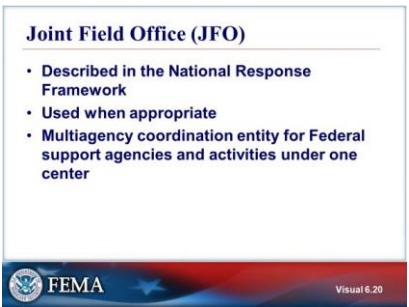 Joint Field Office (JFO)
• Described in the National Response
Framework
• Used when appropriate
• Multiagency coordination entity for Federal
support agencies and activities under one
center
FEMA
Visual 6.20